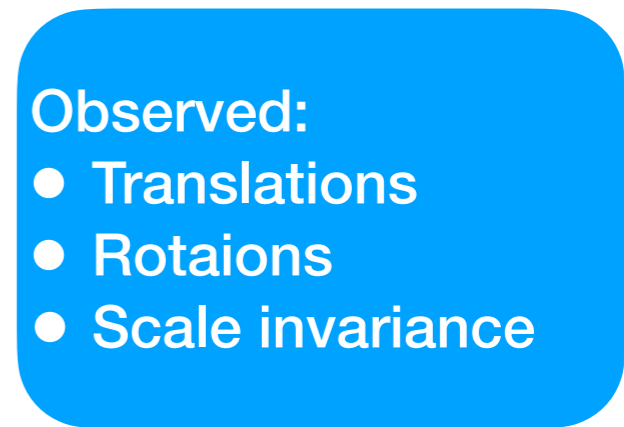 Observed:
● Translations
● Rotaions
● Scale invariance